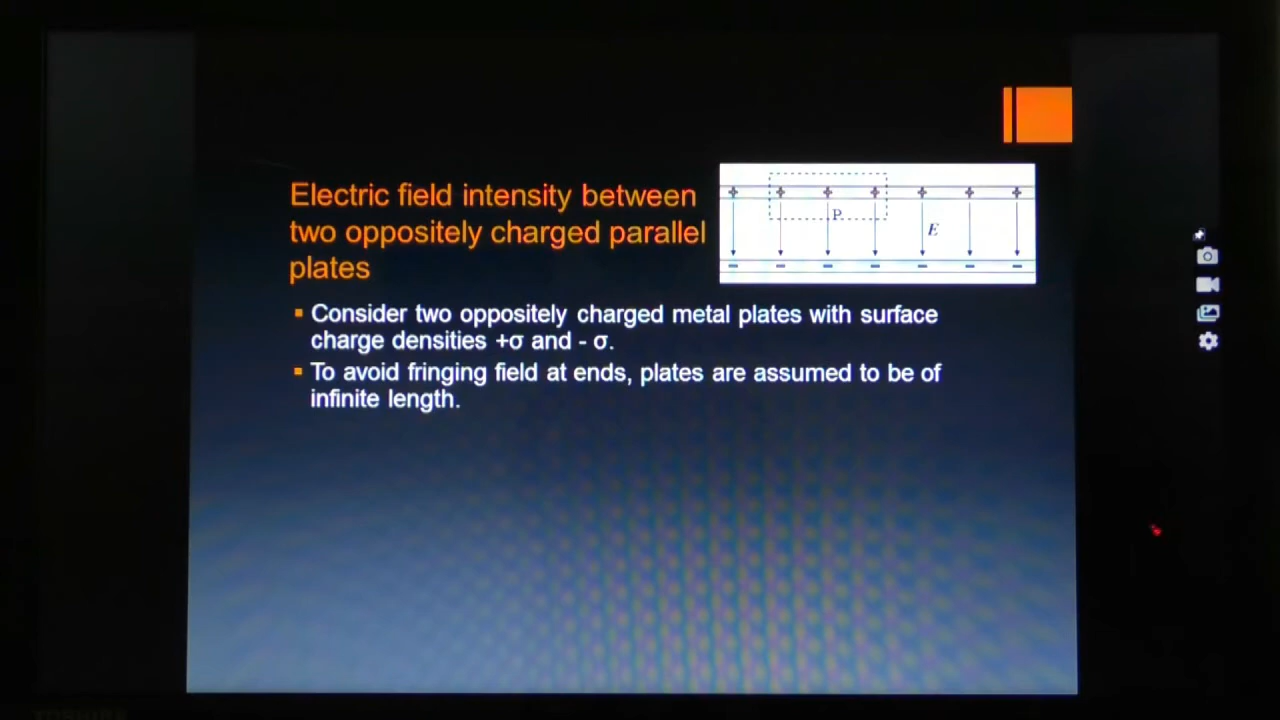 Electric field intensity between
two oppositely charged parallel
plates
P
E
Consider two oppositely charged metal plates with surface
charge densities +σ and - σ.
To avoid fringing field at ends, plates are assumed to be of
infinite length.